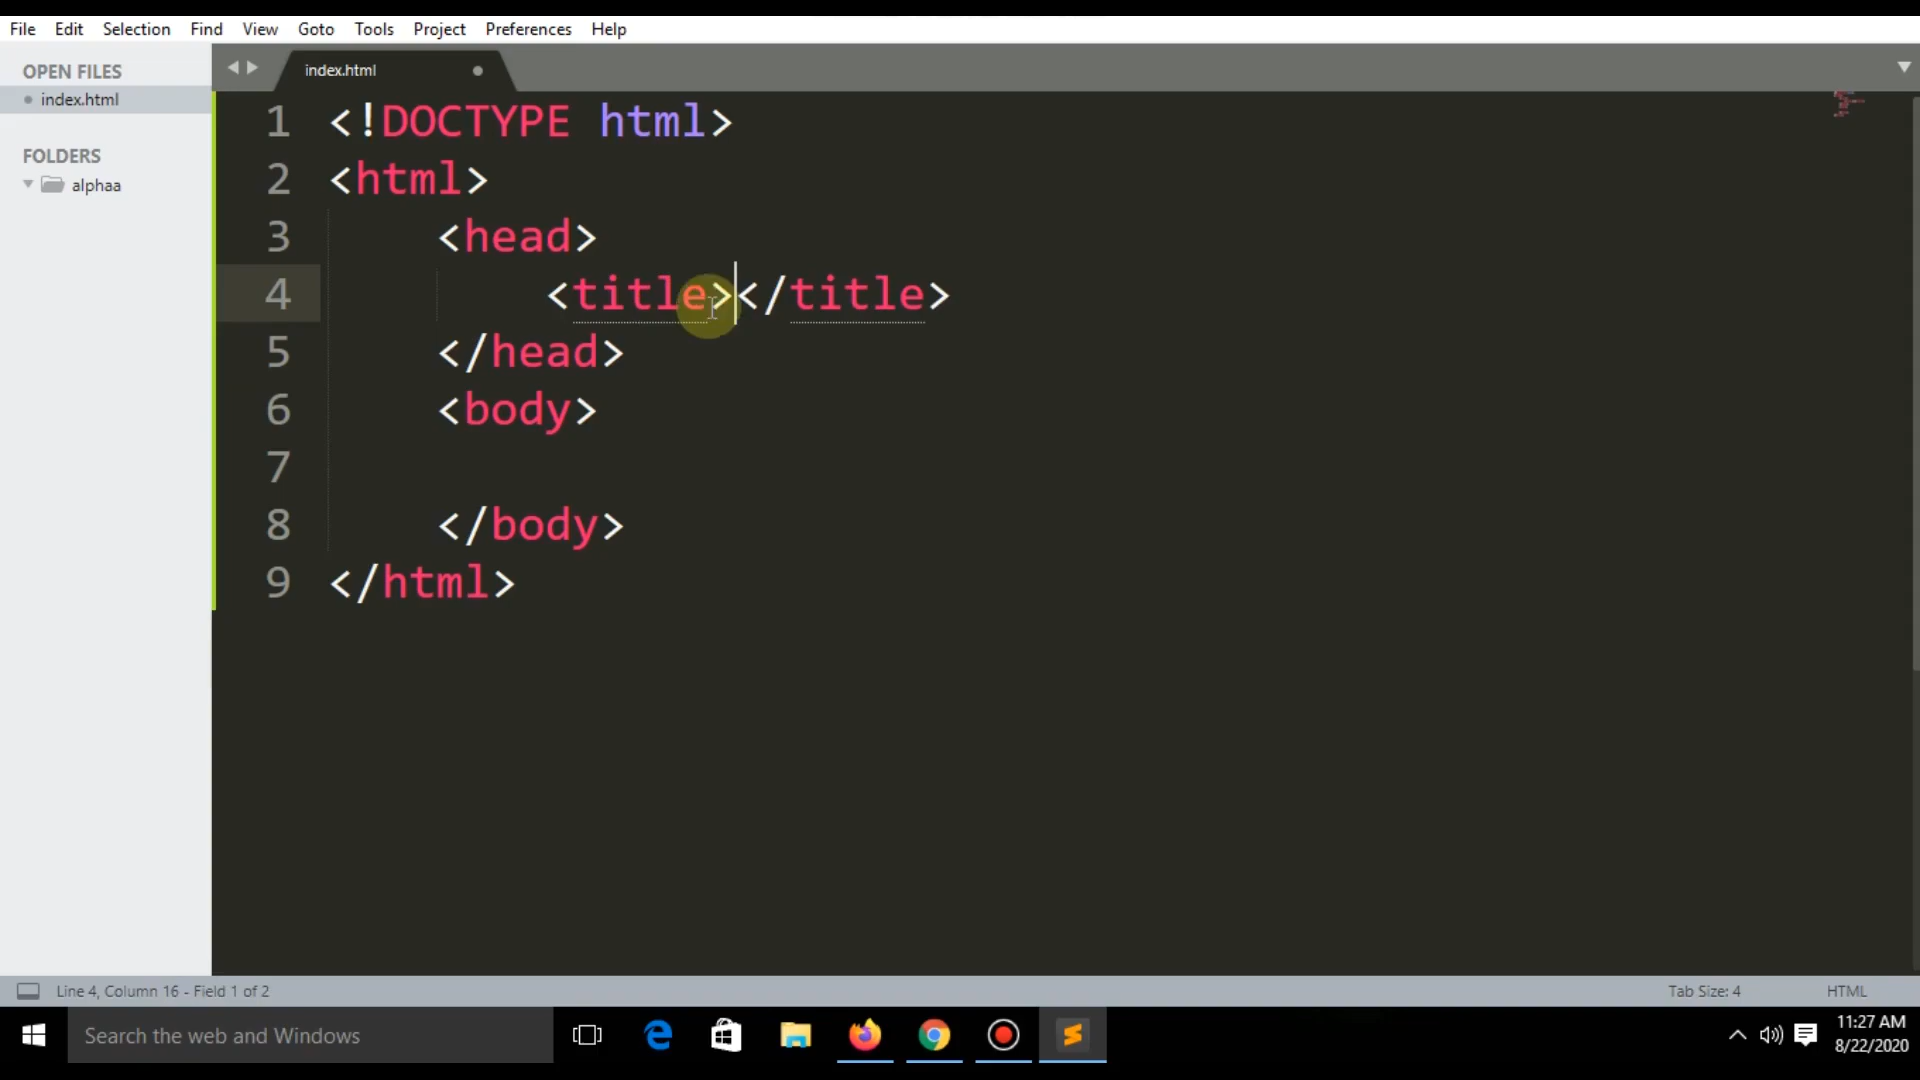 File Edit Selection Find View Goto Tools Project Preferences Help
OPEN FILES
index.html
FOLDERS
alphaa
index.html
1 <!DOCTYPE html>
2 <html>
3 <head>
4 <title></title>
5 </head>
6 <body>
7
8 </body>
9 </html>
Line 4, Column 16 - Field 1 of 2
Tab Size: 4
HTML
Search the web and Windows
11:27 AM
8/22/2020